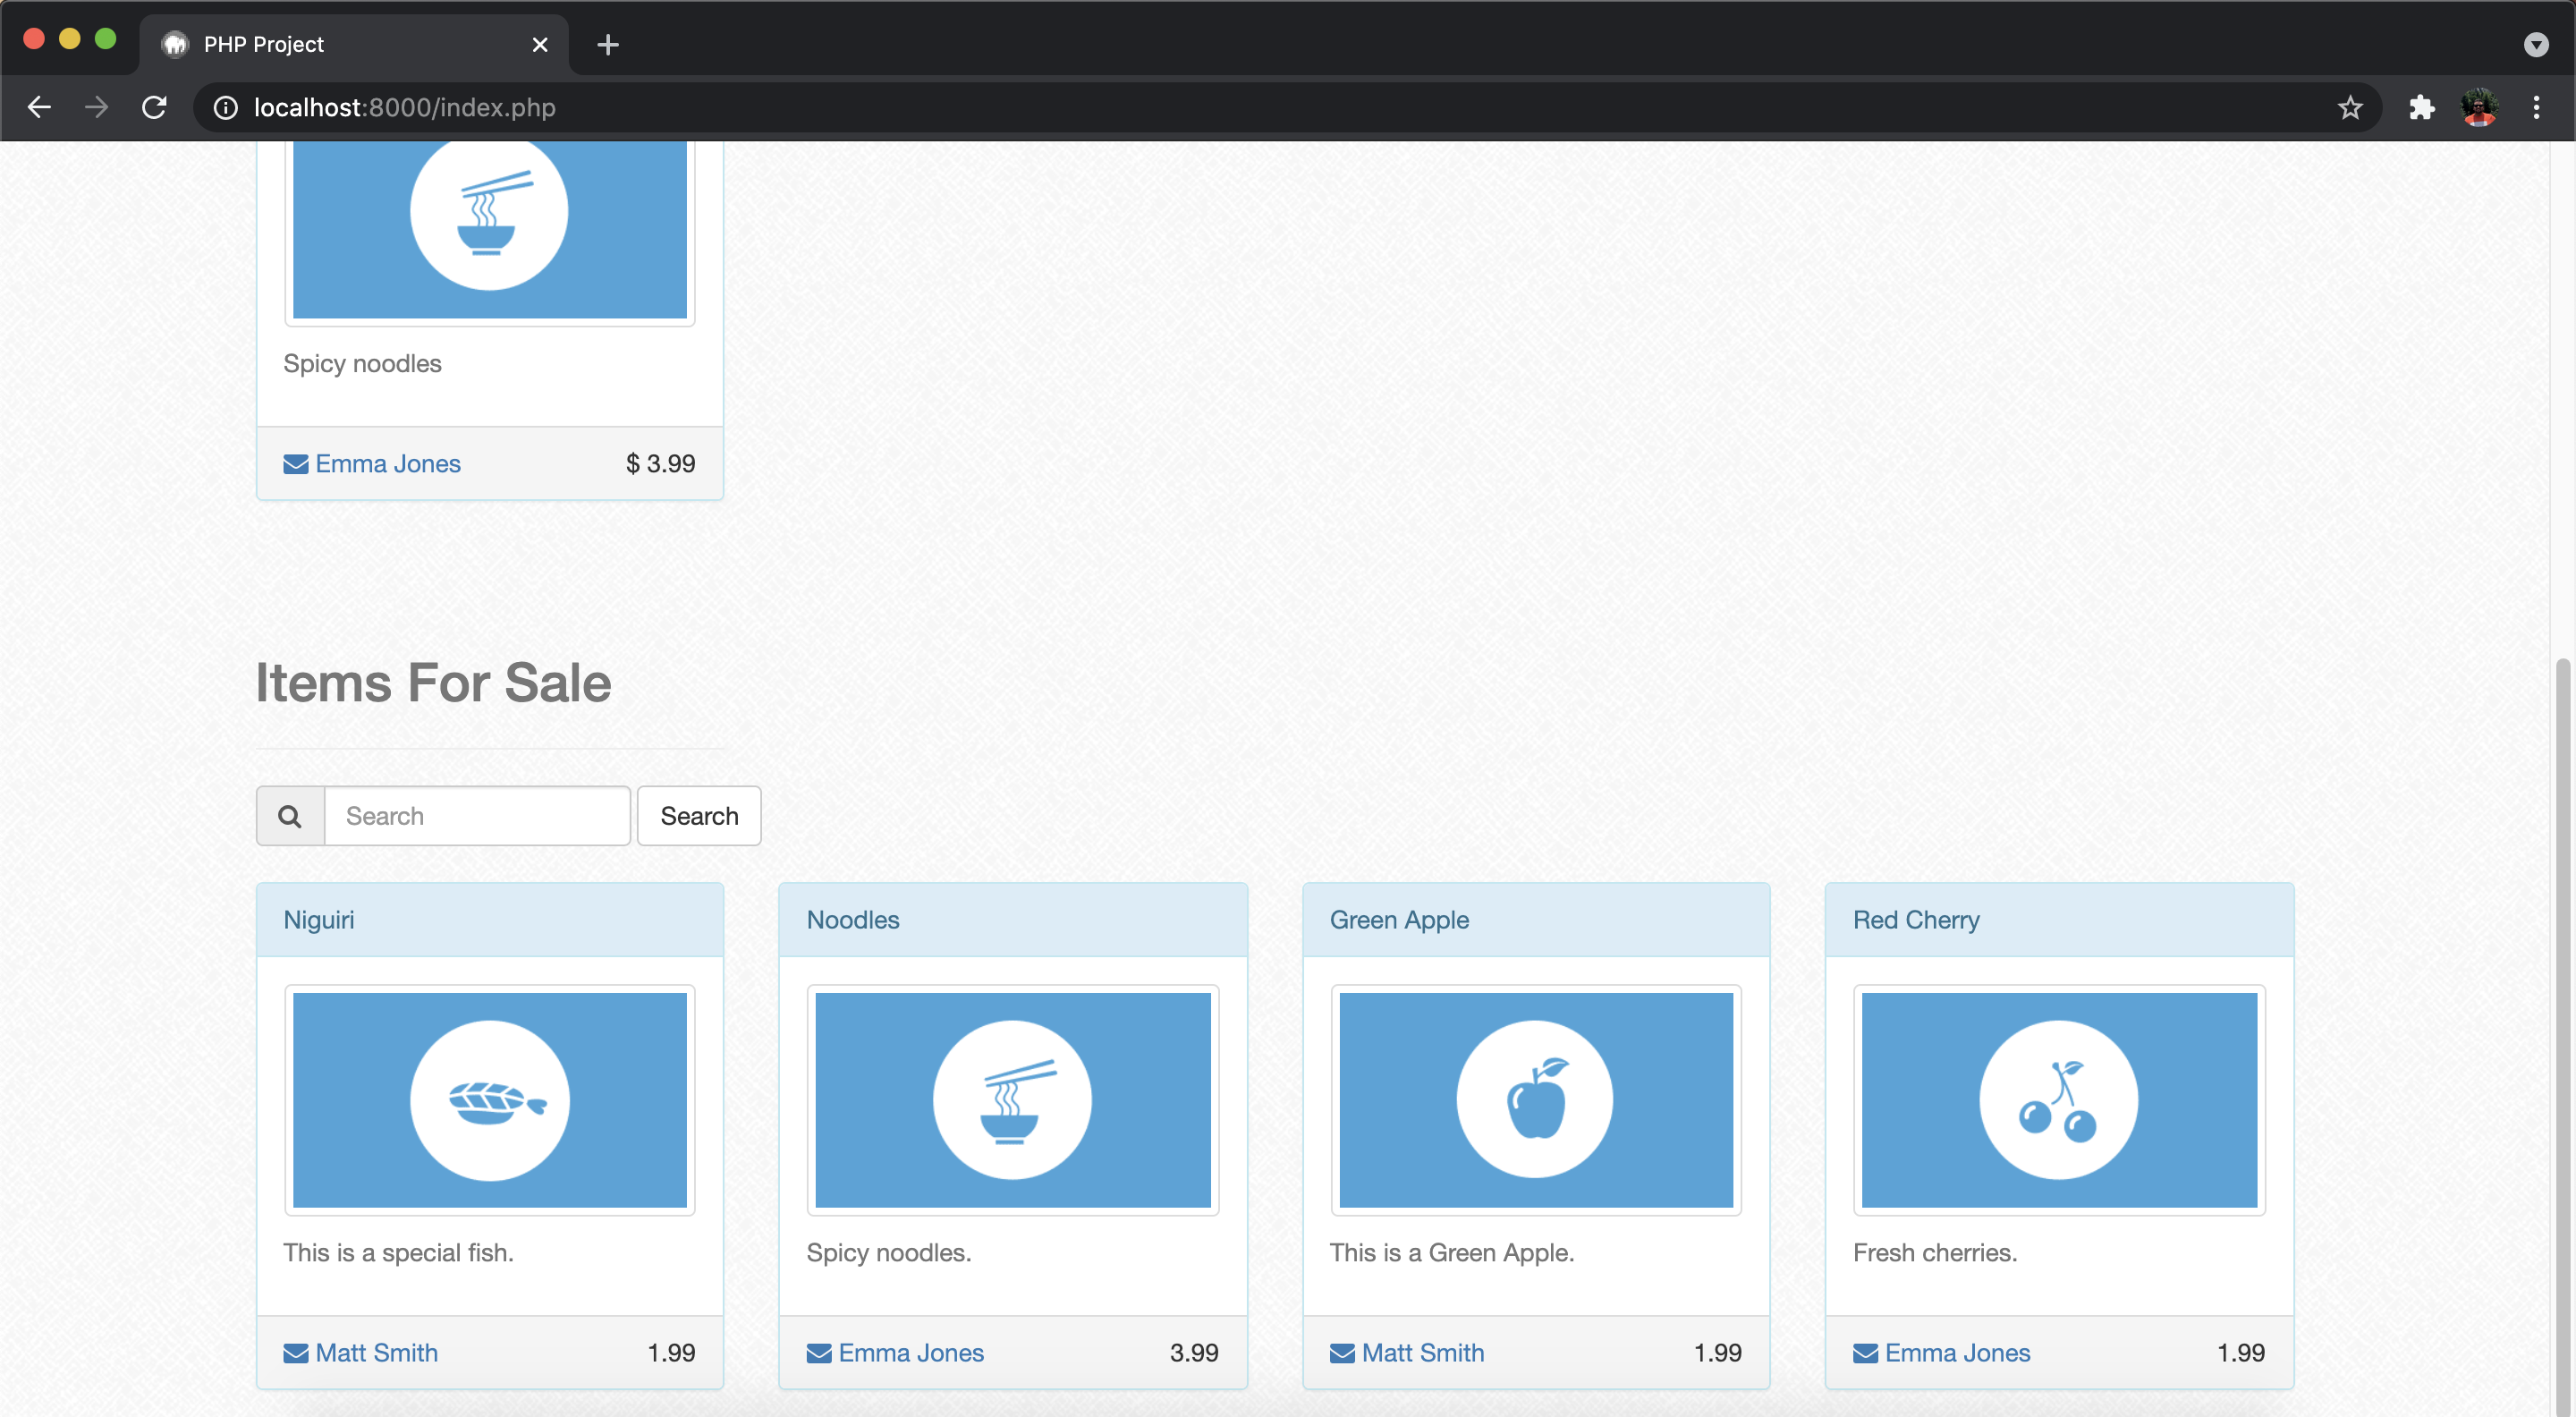 PHP Project
localhost:8000/index.php
Spicy noodles
Emma Jones $ 3.99
Items For Sale
Search Search
Niguiri Noodles Green Apple Red Cherry
This is a special fish. Spicy noodles. This is a Green Apple. Fresh cherries.
Matt Smith 1.99 Emma Jones 3.99 Matt Smith 1.99 Emma Jones 1.99